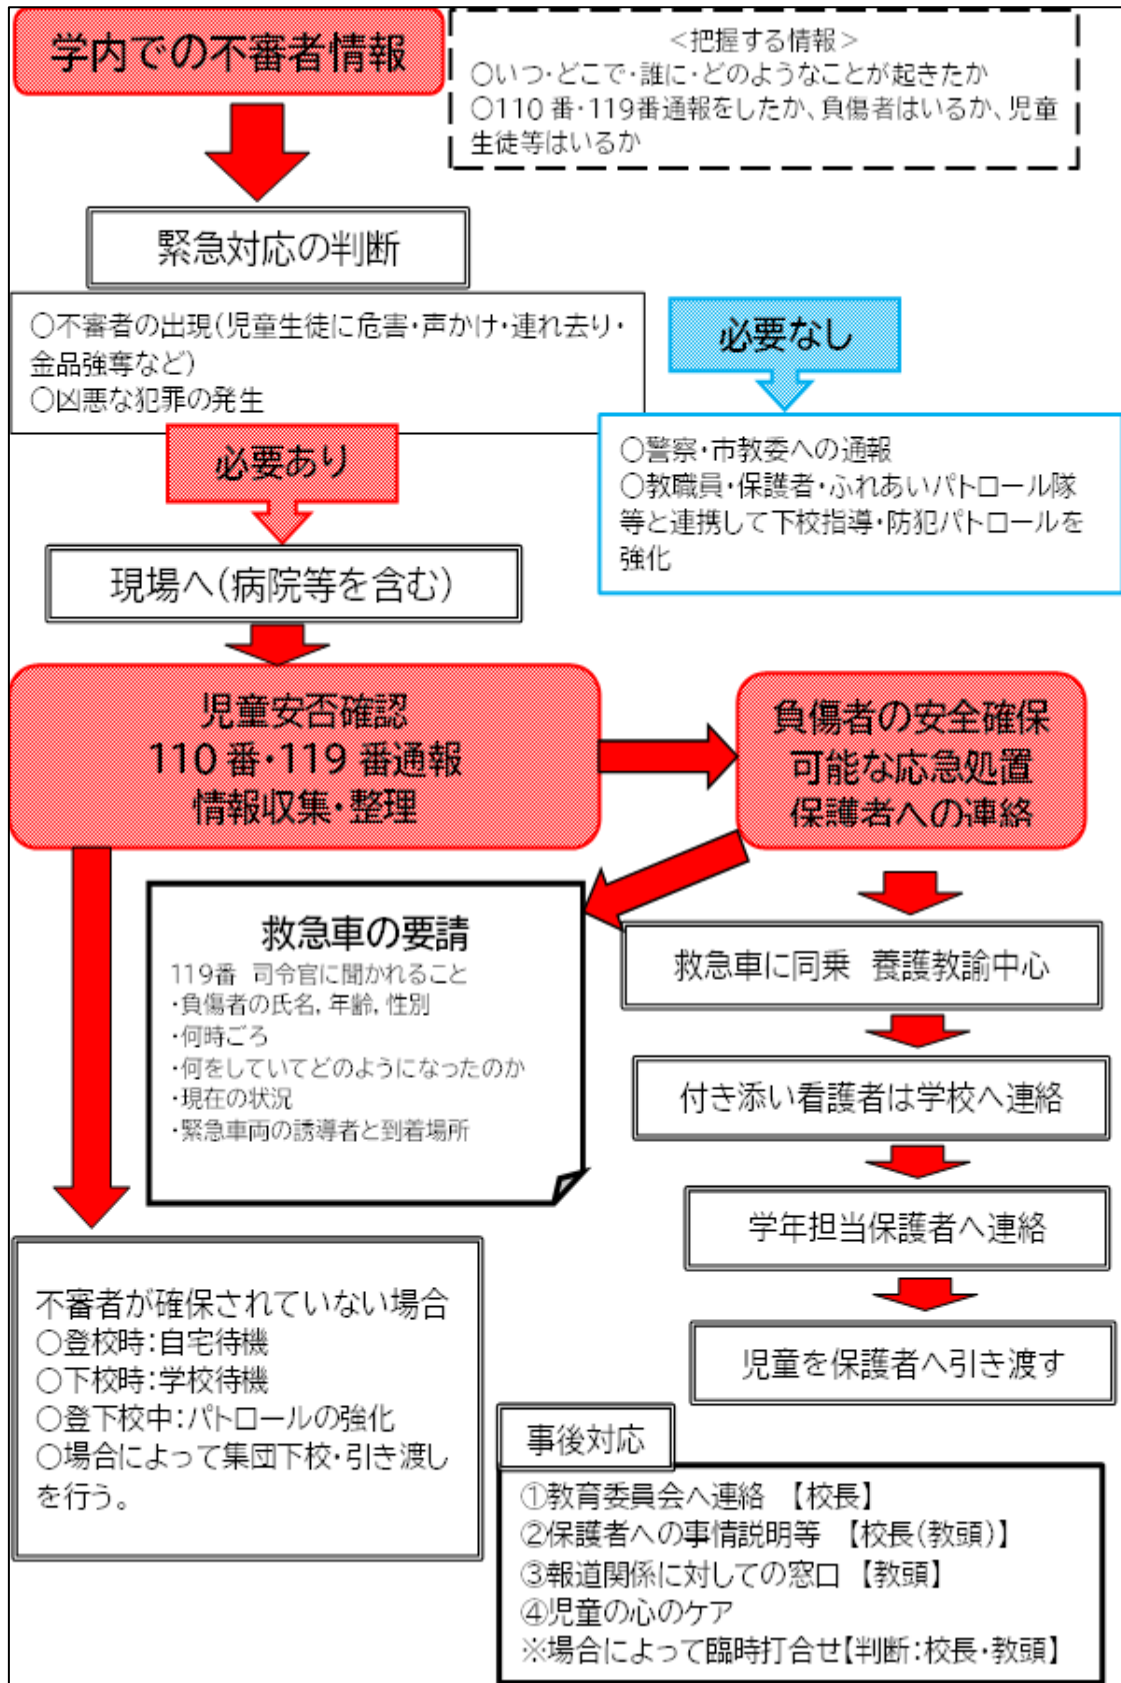 学内での不審者情報
＜把握する情報＞
○いつ・どこで・誰に・どのようなことが起きたか
○110番・119番通報をしたか、負傷者はいるか、児童
生徒等はいるか
緊急対応の判断
○不審者の出現(児童生徒に危害・声かけ・連れ去り・
金品強奪など)
○凶悪な犯罪の発生
必要なし
○警察・市教委への通報
○教職員・保護者・ふれあいパトロール隊
等と連携して下校指導・防犯パトロールを
強化
必要あり
現場へ(病院等を含む)
児童安否確認
110番・119番通報
情報収集・整理
負傷者の安全確保
可能な応急処置
保護者への連絡
救急車の要請
119番　司令官に聞かれること
・負傷者の氏名, 年齢, 性別
・何時ごろ
・何をしていてどのようになったのか
・現在の状況
・緊急車両の誘導者と到着場所
救急車に同乗　養護教諭中心
付き添い看護者は学校へ連絡
学年担当保護者へ連絡
児童を保護者へ引き渡す
不審者が確保されていない場合
○登校時：自宅待機
○下校時：学校待機
○登下校中：パトロールの強化
○場合によって集団下校・引き渡し
を行う。
事後対応
①教育委員会へ連絡　【校長】
②保護者への事情説明等　【校長(教頭)】
③報道関係に対しての窓口　【教頭】
④児童の心のケア
※場合によって臨時打合せ【判断：校長・教頭】